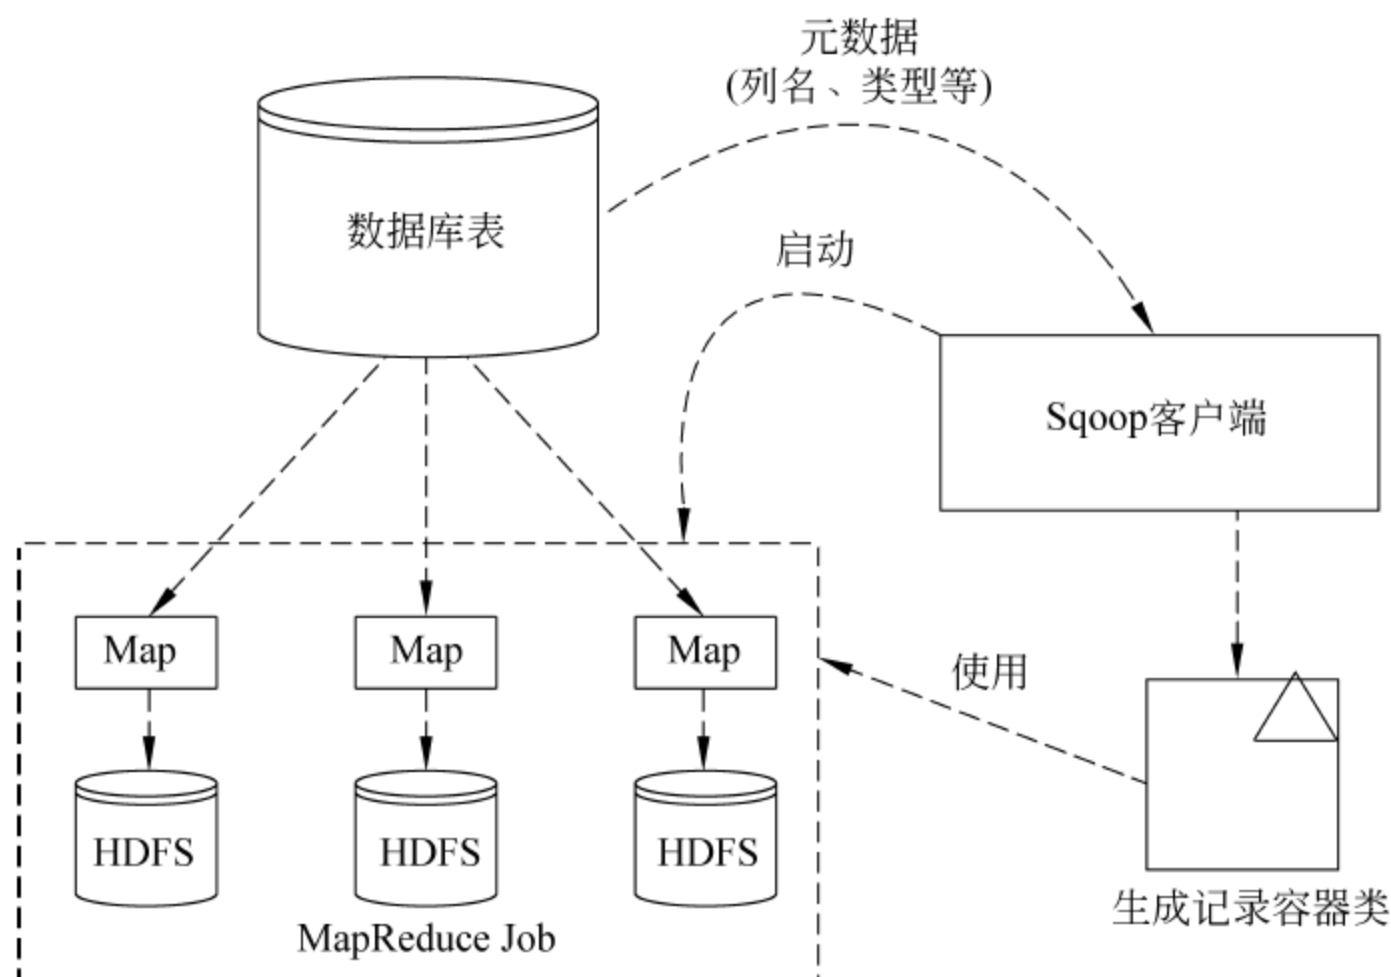 元数据
(列名、类型等)
数据库表
启动
Sqoop客户端
Map
Map
Map
使用
HDFS
HDFS
HDFS
生成记录容器类
MapReduce Job